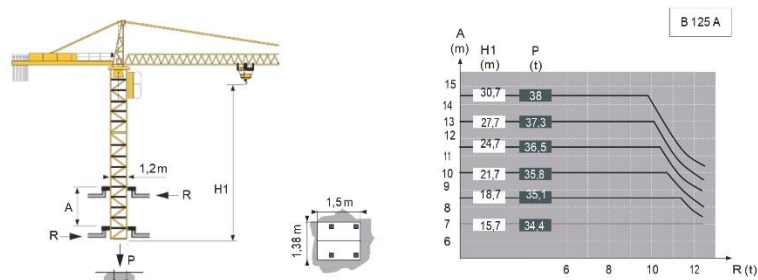 B 125 A
A
(m)
H1
(m)
P
(t)
15
30,7
38
14
13
27,7
37,3
12
24,7
36,5
11
10
21,7
35,8
9
18,7
35,1
8
7
15,7
34,4
6
6
8
10
12
R (t)
1,2m
H1
A
R
R
P
1,5 m
1,38 m